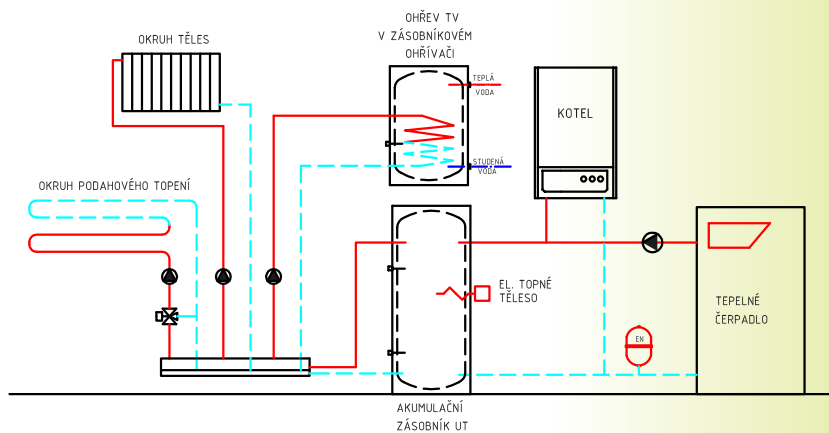 OHŘEV TV
V ZÁSOBNÍKOVÉM
OHŘÍVAČI
OKRUH TĚLES
TEPLÁ
VODA
KOTEL
STUDENÁ
VODA
OKRUH PODAHOVÉHO TOPENÍ
EL. TOPNÉ
TĚLESO
TEPELNÉ
ČERPADLO
EN
AKUMULAČNÍ
ZÁSOBNÍK UT